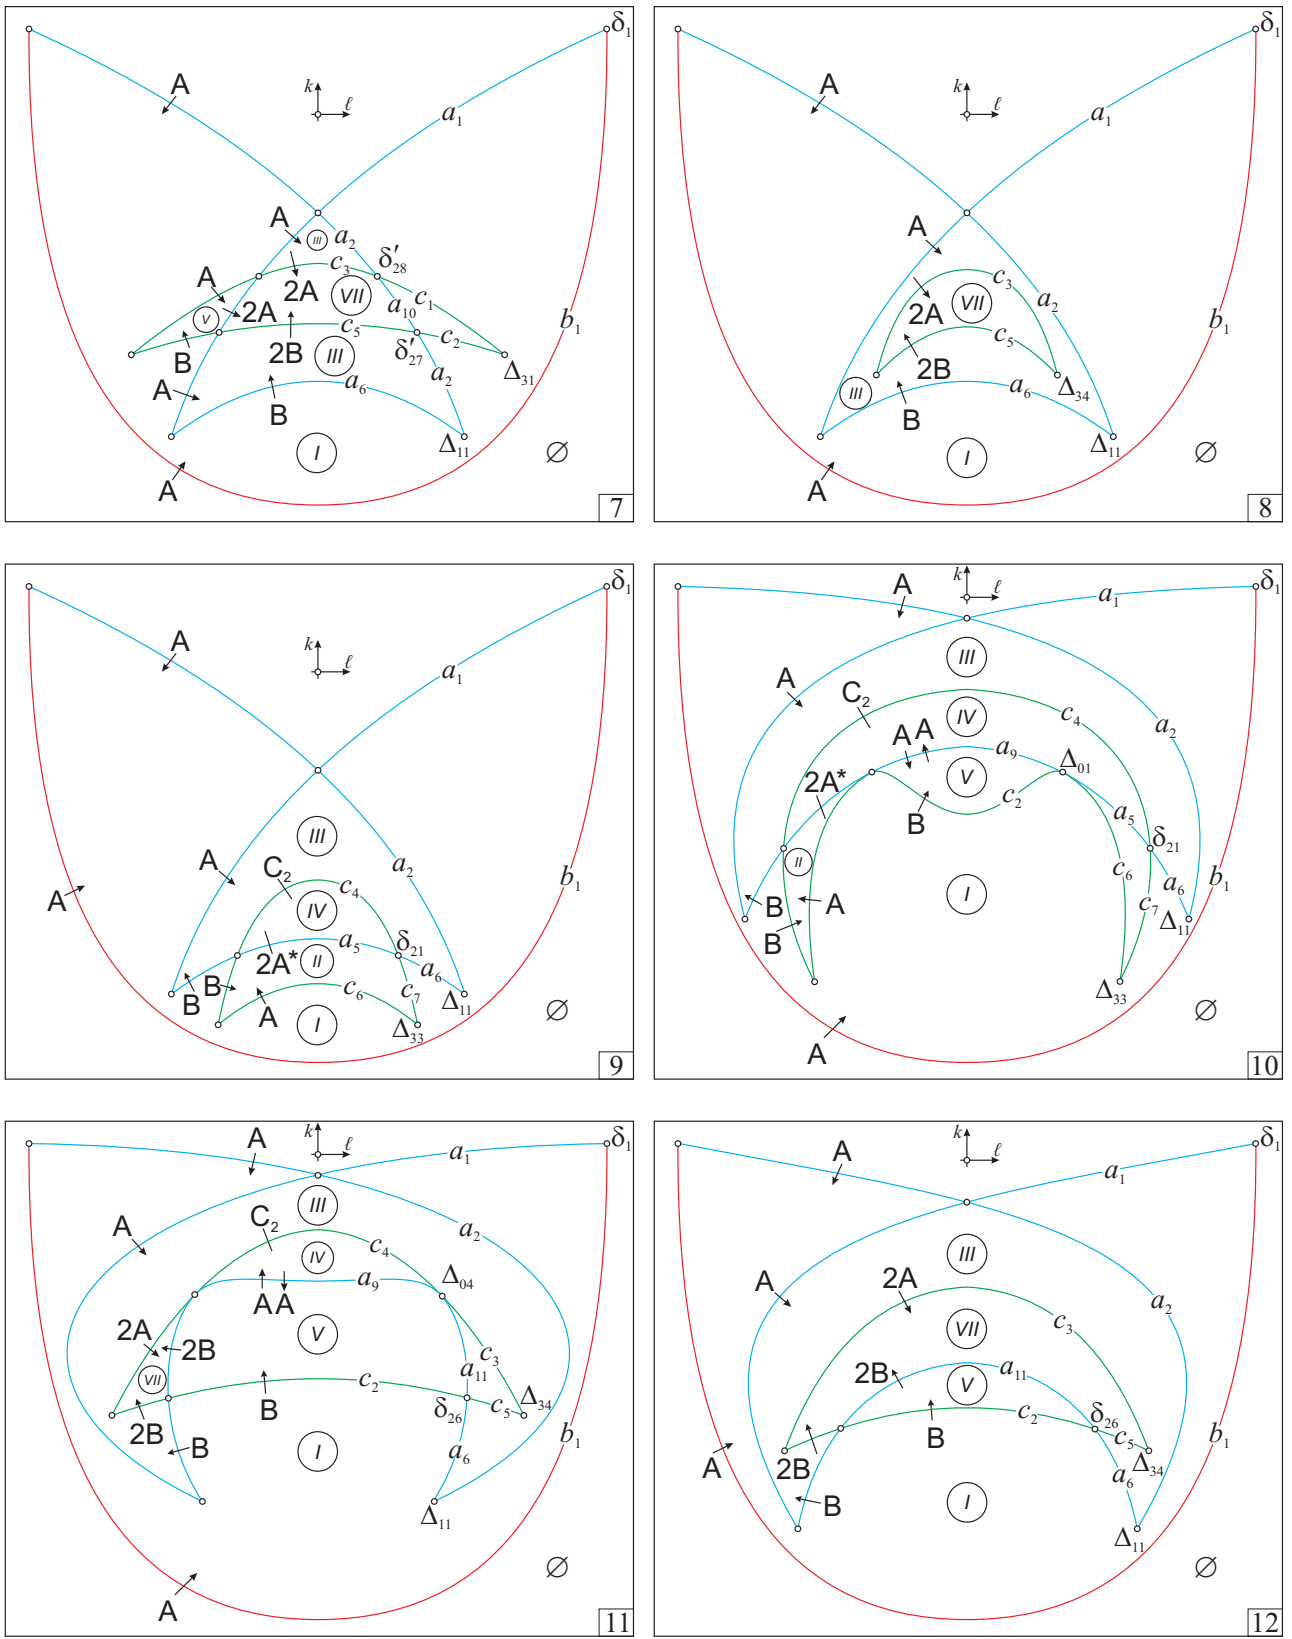 δ₁
A
k
ℓ
a₁
A
III
a₂
δ′₂₈
c₃
A
2A
VII
c₁
V
2A
a₁₀
b₁
c₅
c₂
B
2B
III
δ′₂₇
Δ₃₁
A
a₆
a₂
B
I
Δ₁₁
∅
A
7
δ₁
A
k
ℓ
a₁
A
c₃
2A
VII
a₂
b₁
c₅
2B
III
a₆
Δ₃₄
B
I
Δ₁₁
∅
A
8
δ₁
A
k
ℓ
a₁
III
A
C₂
c₄
a₂
b₁
A
IV
a₅
δ₂₁
2A*
II
a₆
B
B
c₆
c₇
Δ₁₁
A
I
Δ₃₃
∅
9
δ₁
A
k
ℓ
a₁
III
A
C₂
IV
c₄
a₂
A
A
a₉
Δ₀₁
2A*
V
c₂
B
a₅
δ₂₁
II
c₆
a₆
b₁
B
A
I
c₇
Δ₁₁
B
Δ₃₃
∅
A
10
δ₁
A
k
ℓ
a₁
III
A
C₂
c₄
a₂
IV
a₉
Δ₀₄
A
A
2A
2B
V
c₃
VII
c₂
a₁₁
2B
B
δ₂₆
c₅
Δ₃₄
B
I
a₆
b₁
Δ₁₁
∅
A
11
δ₁
A
k
ℓ
a₁
III
A
2A
a₂
VII
c₃
2B
a₁₁
V
c₂
δ₂₆
B
c₅
b₁
A
2B
a₆
Δ₃₄
B
I
Δ₁₁
∅
12